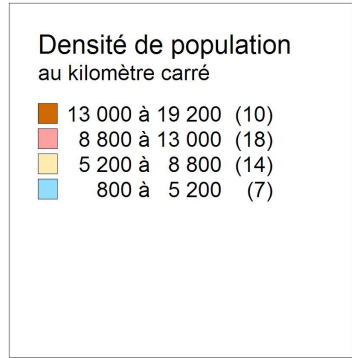 Densité de population
au kilomètre carré
13 000 à 19 200 (10)
8 800 à 13 000 (18)
5 200 à 8 800 (14)
800 à 5 200 (7)